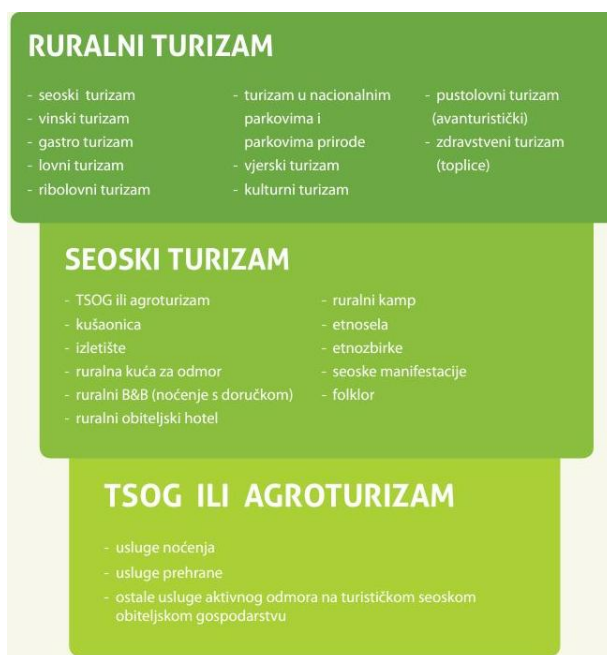 RURALNI TURIZAM
- seoski turizam
- vinski turizam
- gastro turizam
- lovni turizam
- ribolovni turizam
- turizam u nacionalnim
parkovima i
parkovima prirode
- vjerski turizam
- kulturni turizam
- pustolovni turizam
(avanturistički)
- zdravstveni turizam
(toplice)
SEOSKI TURIZAM
- TSOG ili agroturizam
- kušaonica
- izletište
- ruralna kuća za odmor
- ruralni B&B (noćenje s doručkom)
- ruralni obiteljski hotel
- ruralni kamp
- etnosela
- etnozbirke
- seoske manifestacije
- folklor
TSOG ILI AGROTURIZAM
- usluge noćenja
- usluge prehrane
- ostale usluge aktivnog odmora na turističkom seoskom
obiteljskom gospodarstvu